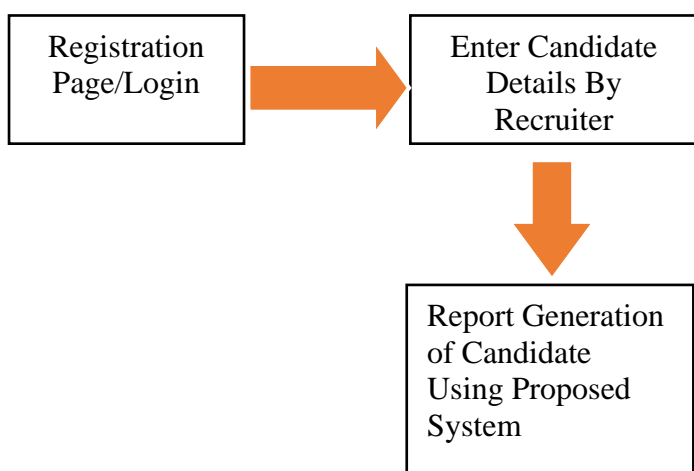 Registration
Page/Login
Enter Candidate
Details By
Recruiter
Report Generation
of Candidate
Using Proposed
System